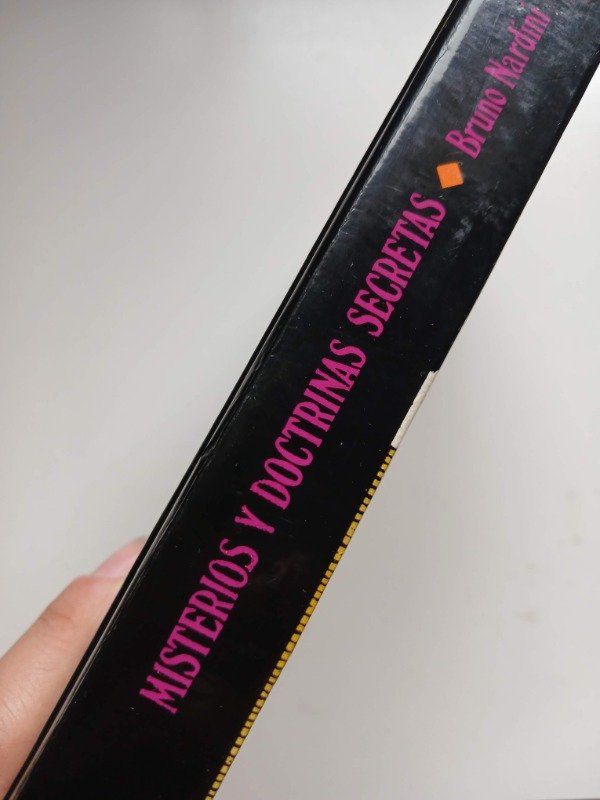 MISTERIOS Y DOCTRINAS SECRETAS ◆ Bruno Nardini